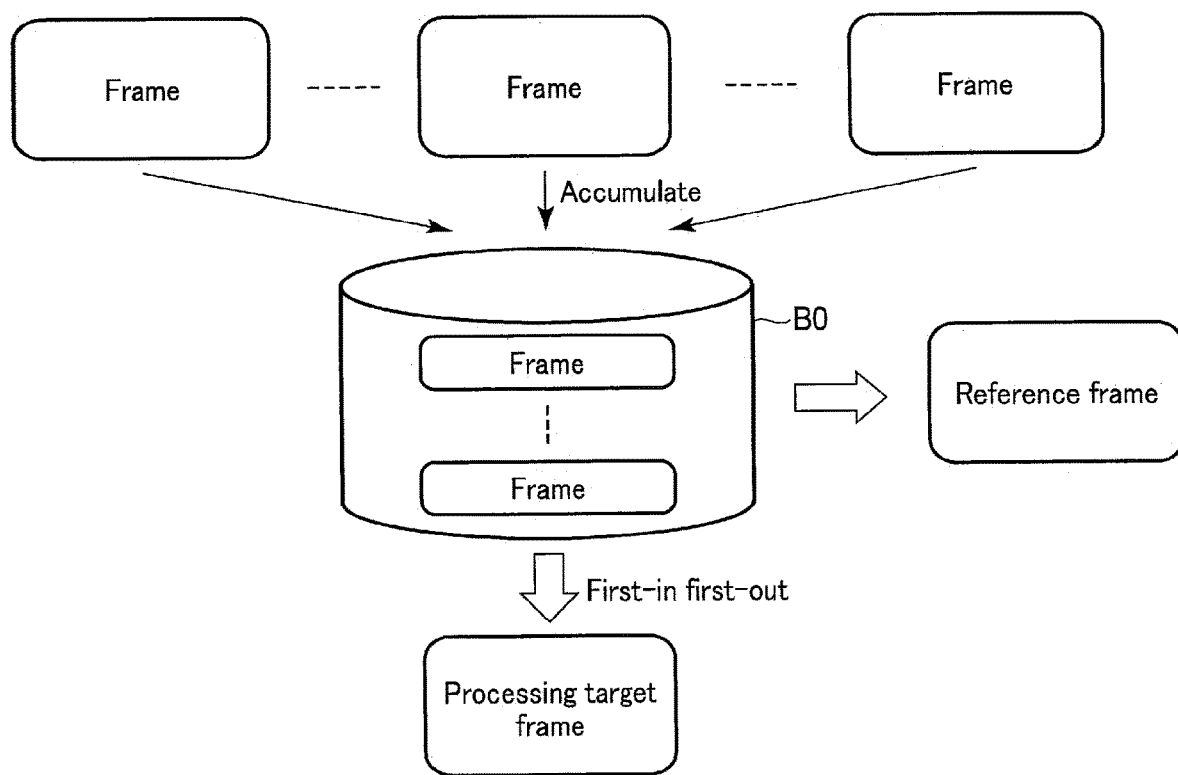 Frame
Frame
Frame
Accumulate
B0
Frame
Frame
Reference frame
First-in first-out
Processing target
frame